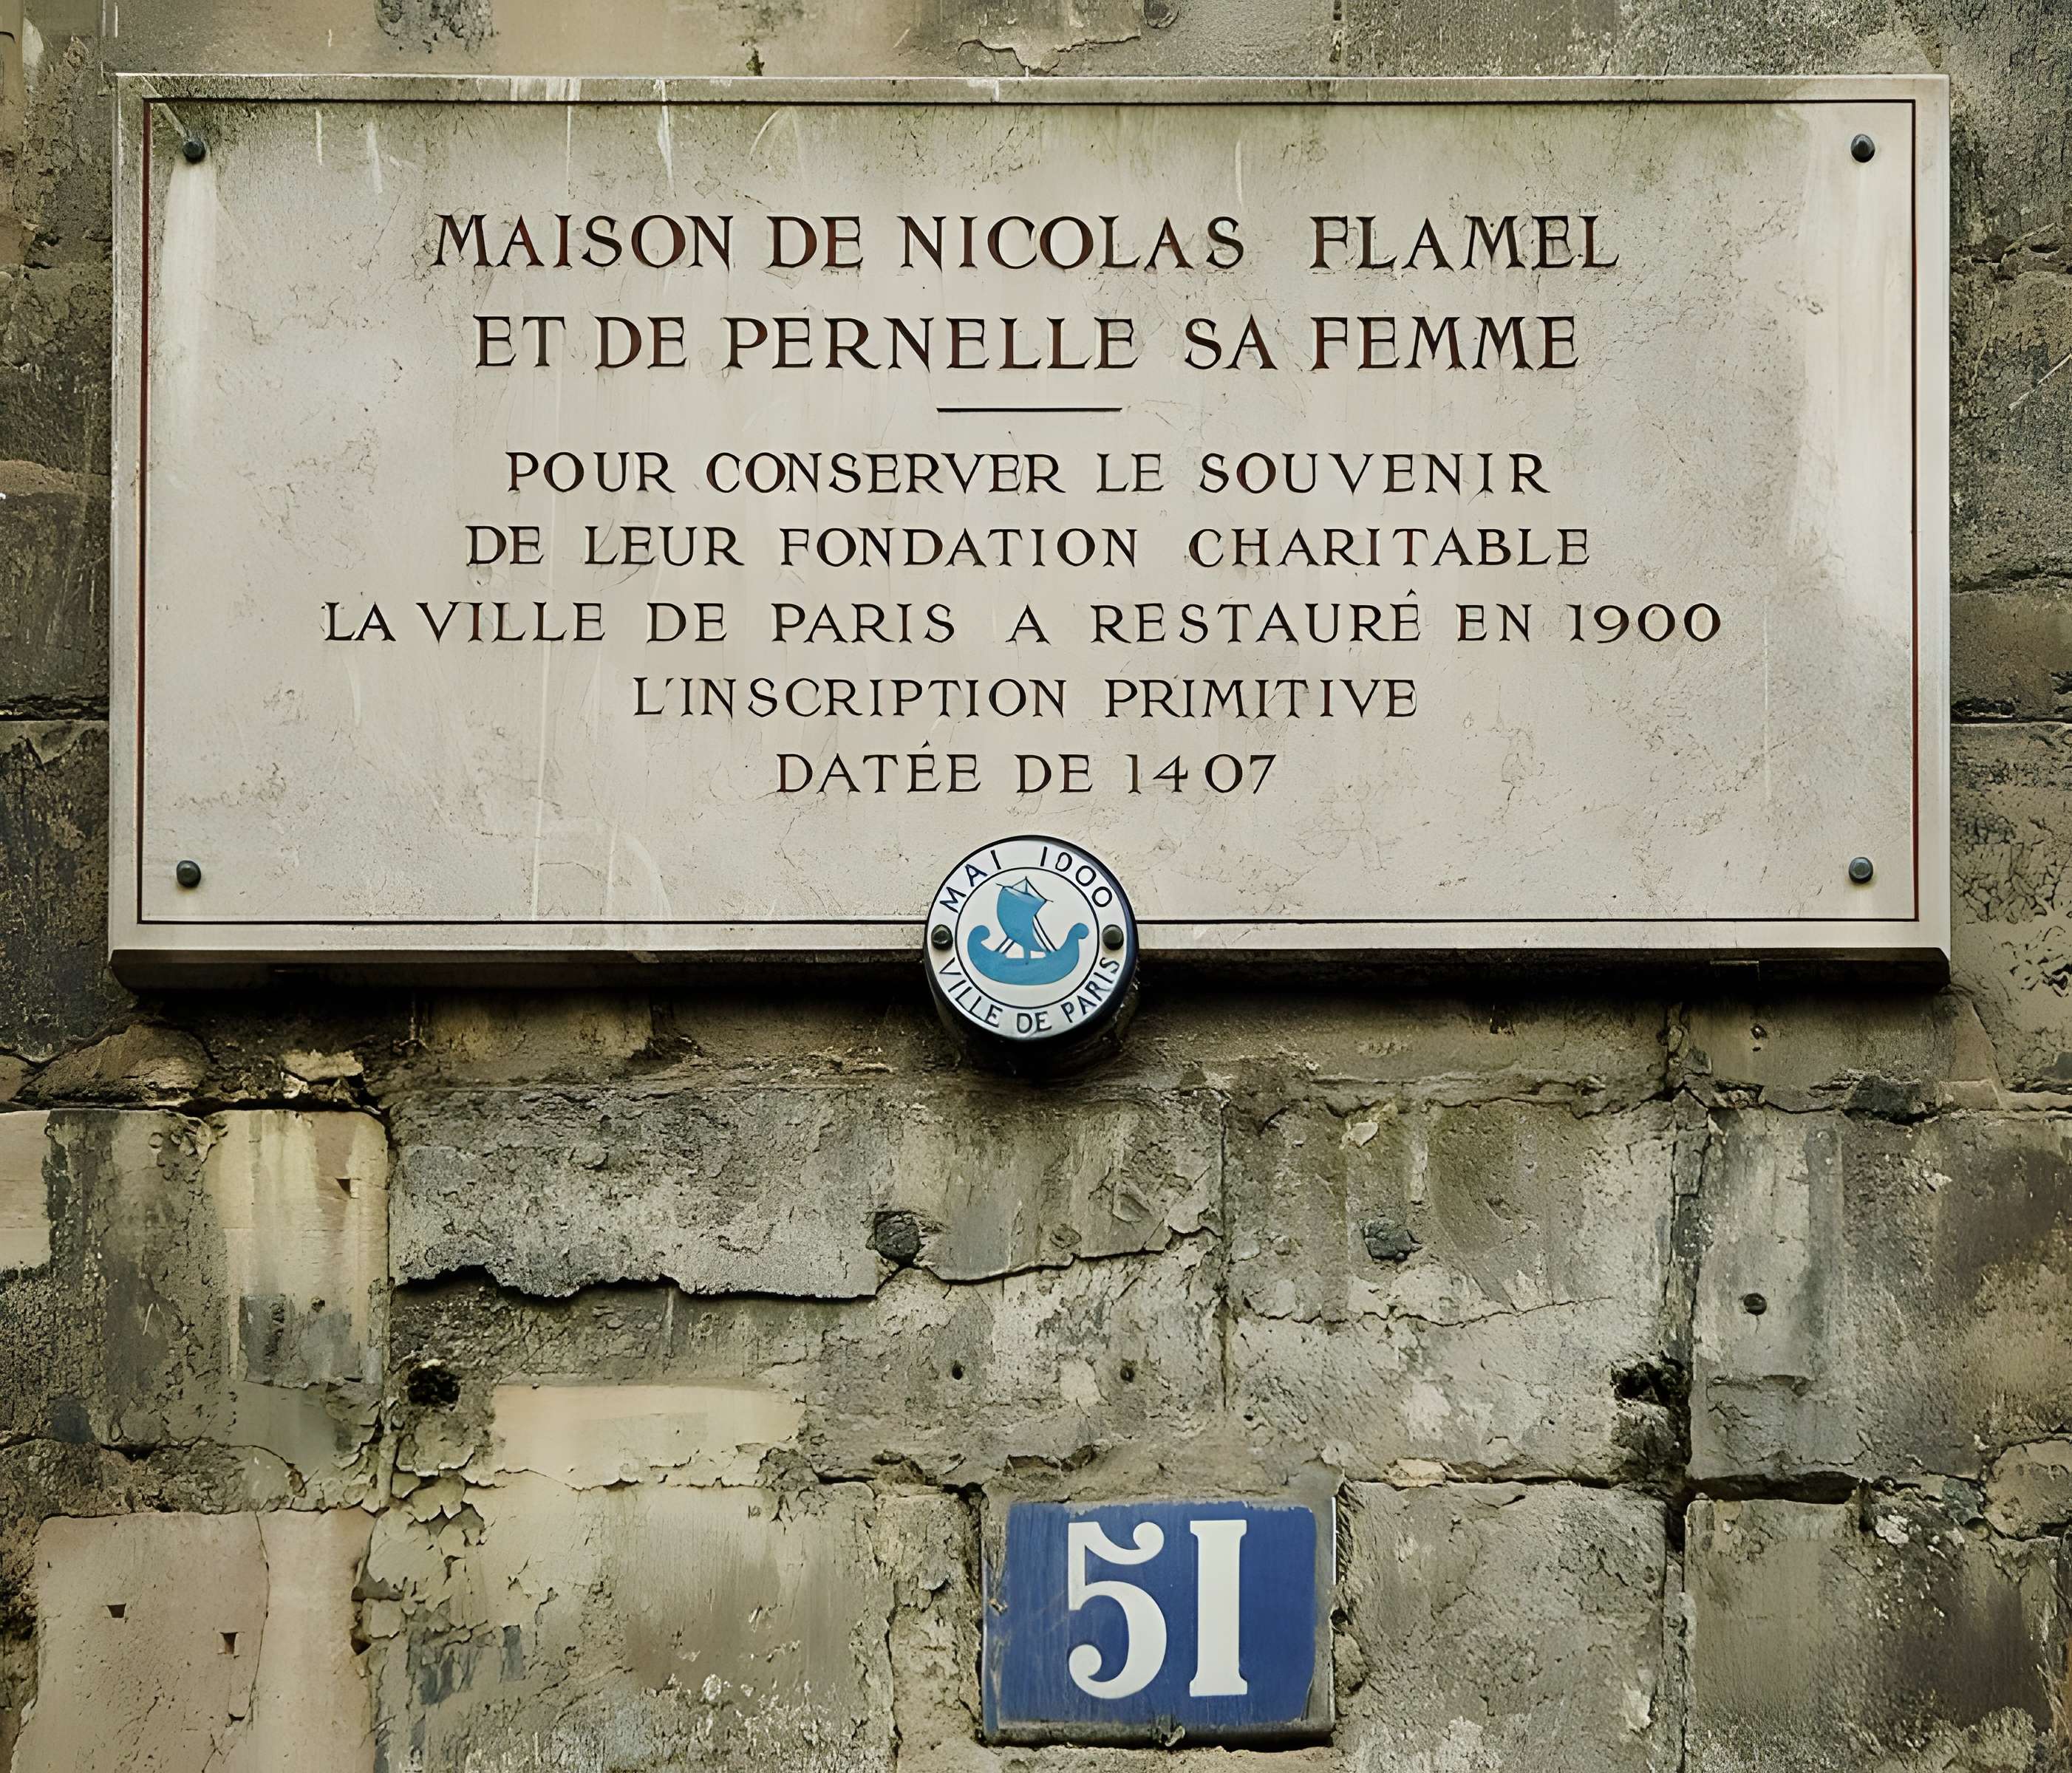 MAISON DE NICOLAS FLAMEL
ET DE PERNELLE SA FEMME
POUR CONSERVER LE SOUVENIR
DE LEUR FONDATION CHARITABLE
LA VILLE DE PARIS A RESTAURÉ EN 1900
L'INSCRIPTION PRIMITIVE
DATÉE DE 1407
MAI 1000
VILLE DE PARIS
51